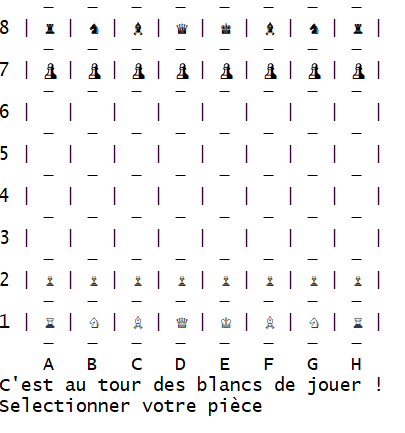 _ _ _ _ _ _ _ _
8 | ♜ | ♞ | ♝ | ♛ | ♚ | ♝ | ♞ | ♜ |
_ _ _ _ _ _ _ _
7 | ♟ | ♟ | ♟ | ♟ | ♟ | ♟ | ♟ | ♟ |
_ _ _ _ _ _ _ _
6 | | | | | | | | |
_ _ _ _ _ _ _ _
5 | | | | | | | | |
_ _ _ _ _ _ _ _
4 | | | | | | | | |
_ _ _ _ _ _ _ _
3 | | | | | | | | |
_ _ _ _ _ _ _ _
2 | ♙ | ♙ | ♙ | ♙ | ♙ | ♙ | ♙ | ♙ |
_ _ _ _ _ _ _ _
1 | ♖ | ♘ | ♗ | ♕ | ♔ | ♗ | ♘ | ♖ |
_ _ _ _ _ _ _ _
A B C D E F G H
C'est au tour des blancs de jouer !
Selectionner votre pièce